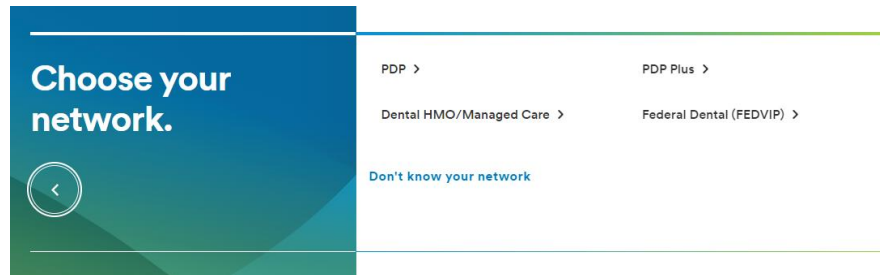 Choose your
network.
PDP >
PDP Plus >
Dental HMO/Managed Care >
Federal Dental (FEDVIP) >
Don't know your network